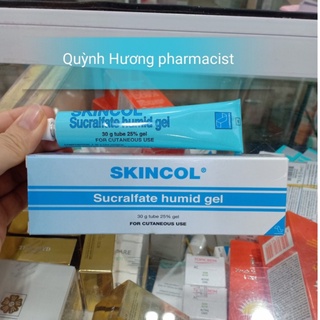 Quỳnh Hương pharmacist
SKINCOL
Sucralfate humid gel
30 g tube 25% gel
FOR CUTANEOUS USE
SKINCOL®
Sucralfate humid gel
30 g tube 25% gel
FOR CUTANEOUS USE